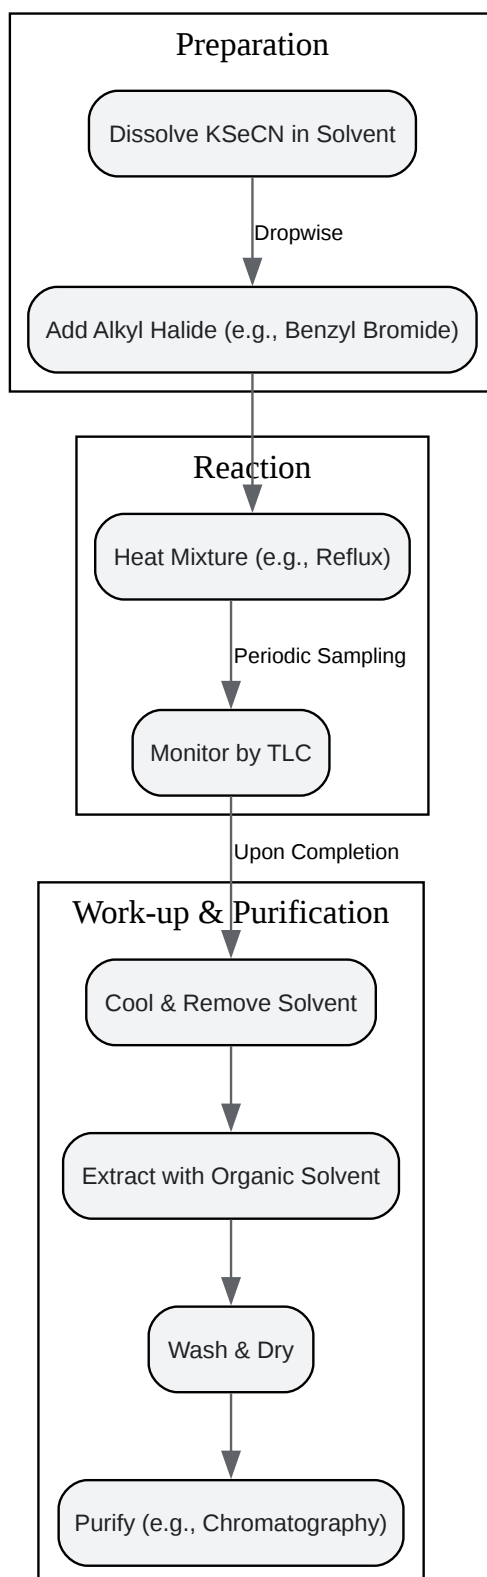 Preparation
Dissolve KSeCN in Solvent
Dropwise
Add Alkyl Halide (e.g., Benzyl Bromide)
Reaction
Heat Mixture (e.g., Reflux)
Periodic Sampling
Monitor by TLC
Upon Completion
Work-up & Purification
Cool & Remove Solvent
Extract with Organic Solvent
Wash & Dry
Purify (e.g., Chromatography)